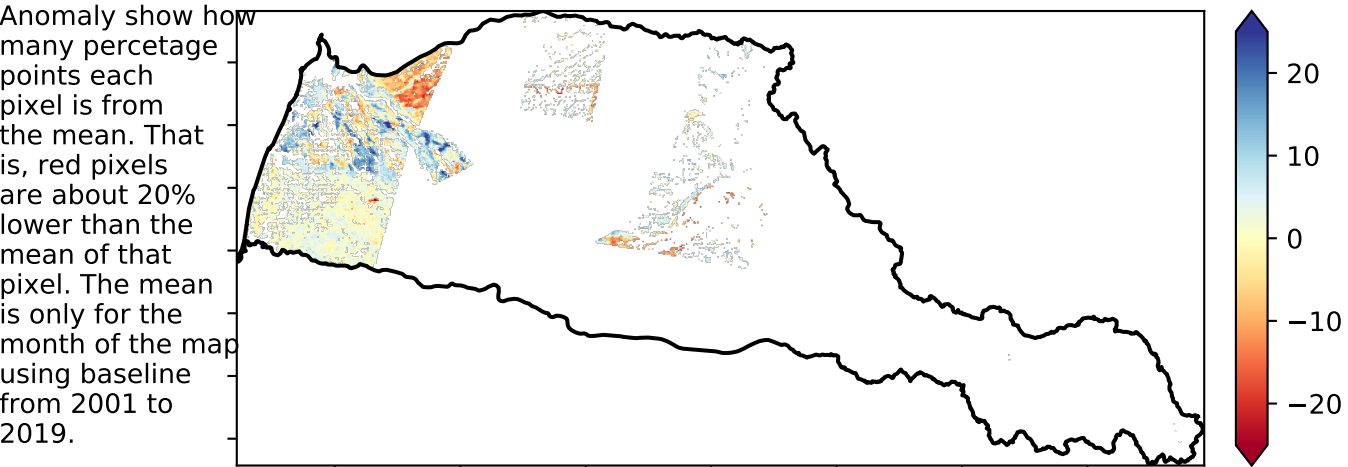 Anomaly show how
many percetage
points each
pixel is from
the mean. That
is, red pixels
are about 20%
lower than the
mean of that
pixel. The mean
is only for the
month of the map
using baseline
from 2001 to
2019.
20
10
0
−10
−20